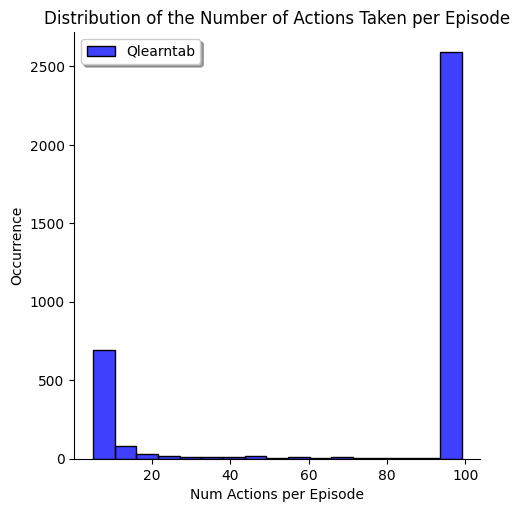 Distribution of the Number of Actions Taken per Episode
Qlearntab
2500
2000
1500
1000
500
0
Occurrence
20 40 60 80 100
Num Actions per Episode